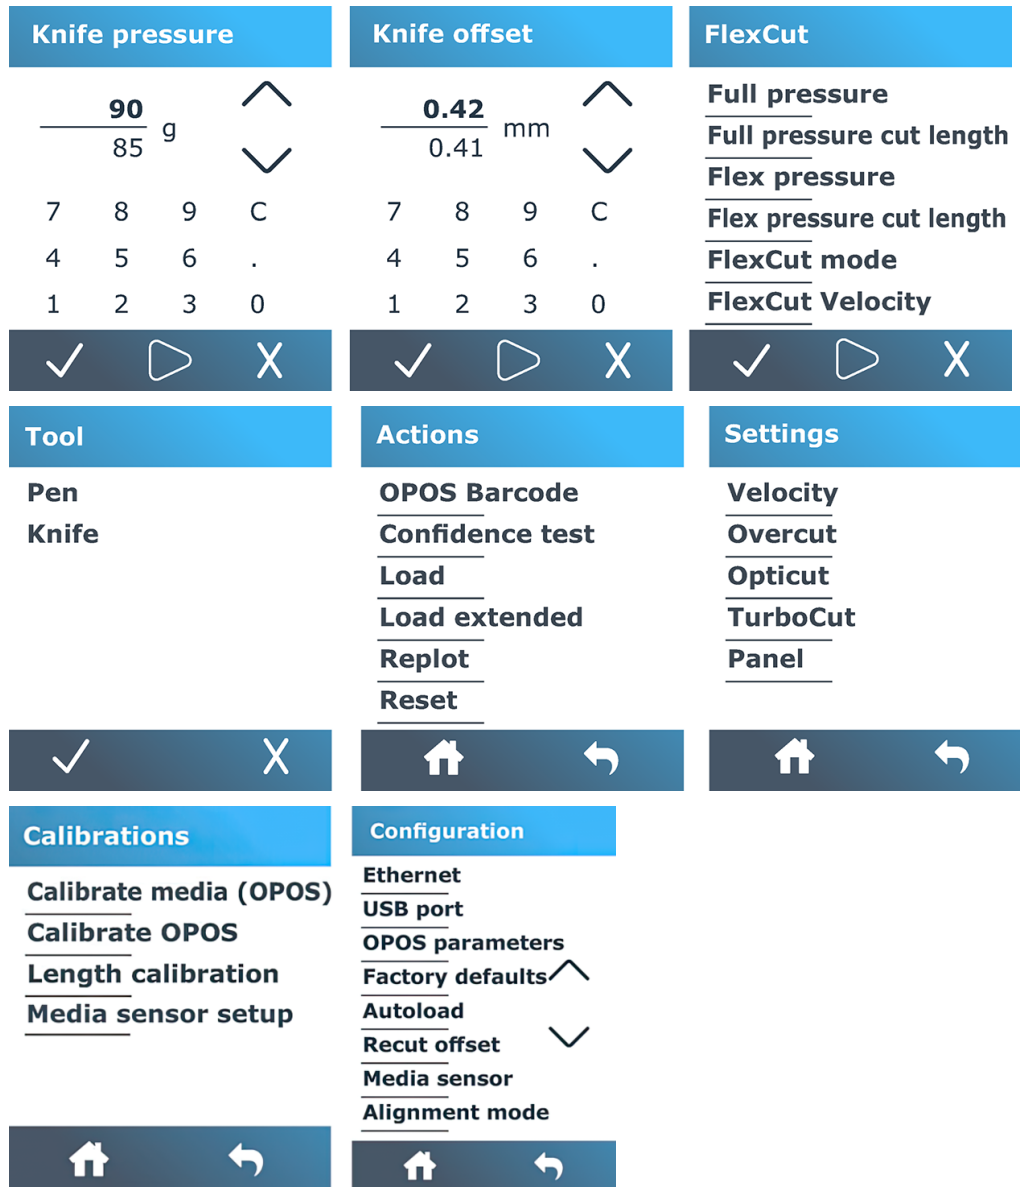 Knife pressure
90
85
g
7 8 9 C
4 5 6 .
1 2 3 0
Knife offset
0.42
0.41
mm
7 8 9 C
4 5 6 .
1 2 3 0
FlexCut
Full pressure
Full pressure cut length
Flex pressure
Flex pressure cut length
FlexCut mode
FlexCut Velocity
Tool
Pen
Knife
Actions
OPOS Barcode
Confidence test
Load
Load extended
Replot
Reset
Settings
Velocity
Overcut
Opticut
TurboCut
Panel
Calibrations
Calibrate media (OPOS)
Calibrate OPOS
Length calibration
Media sensor setup
Configuration
Ethernet
USB port
OPOS parameters
Factory defaults
Autoload
Recut offset
Media sensor
Alignment mode